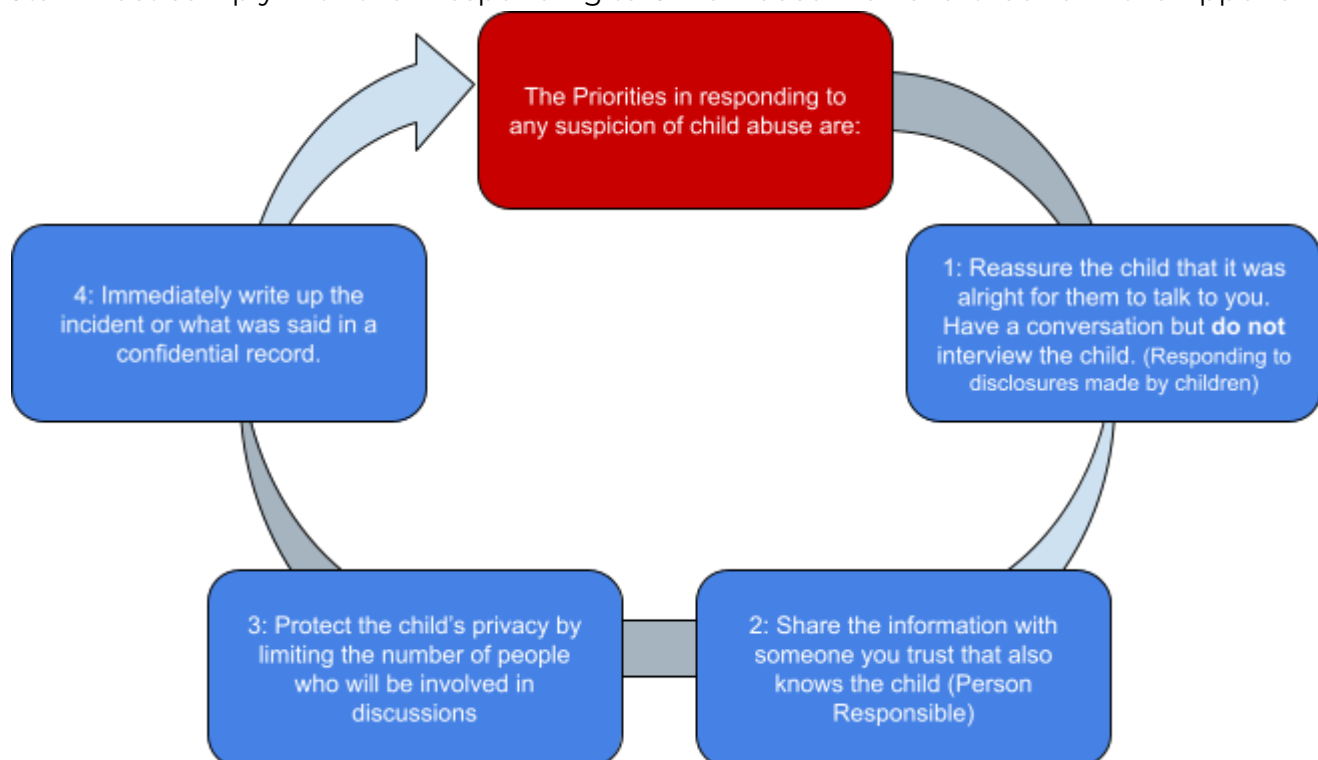 The Priorities in responding to
any suspicion of child abuse are:
1: Reassure the child that it was
alright for them to talk to you.
Have a conversation but do not
interview the child. (Responding to
disclosures made by children)
2: Share the information with
someone you trust that also
knows the child (Person
Responsible)
3: Protect the child's privacy by
limiting the number of people
who will be involved in
discussions
4: Immediately write up the
incident or what was said in a
confidential record.